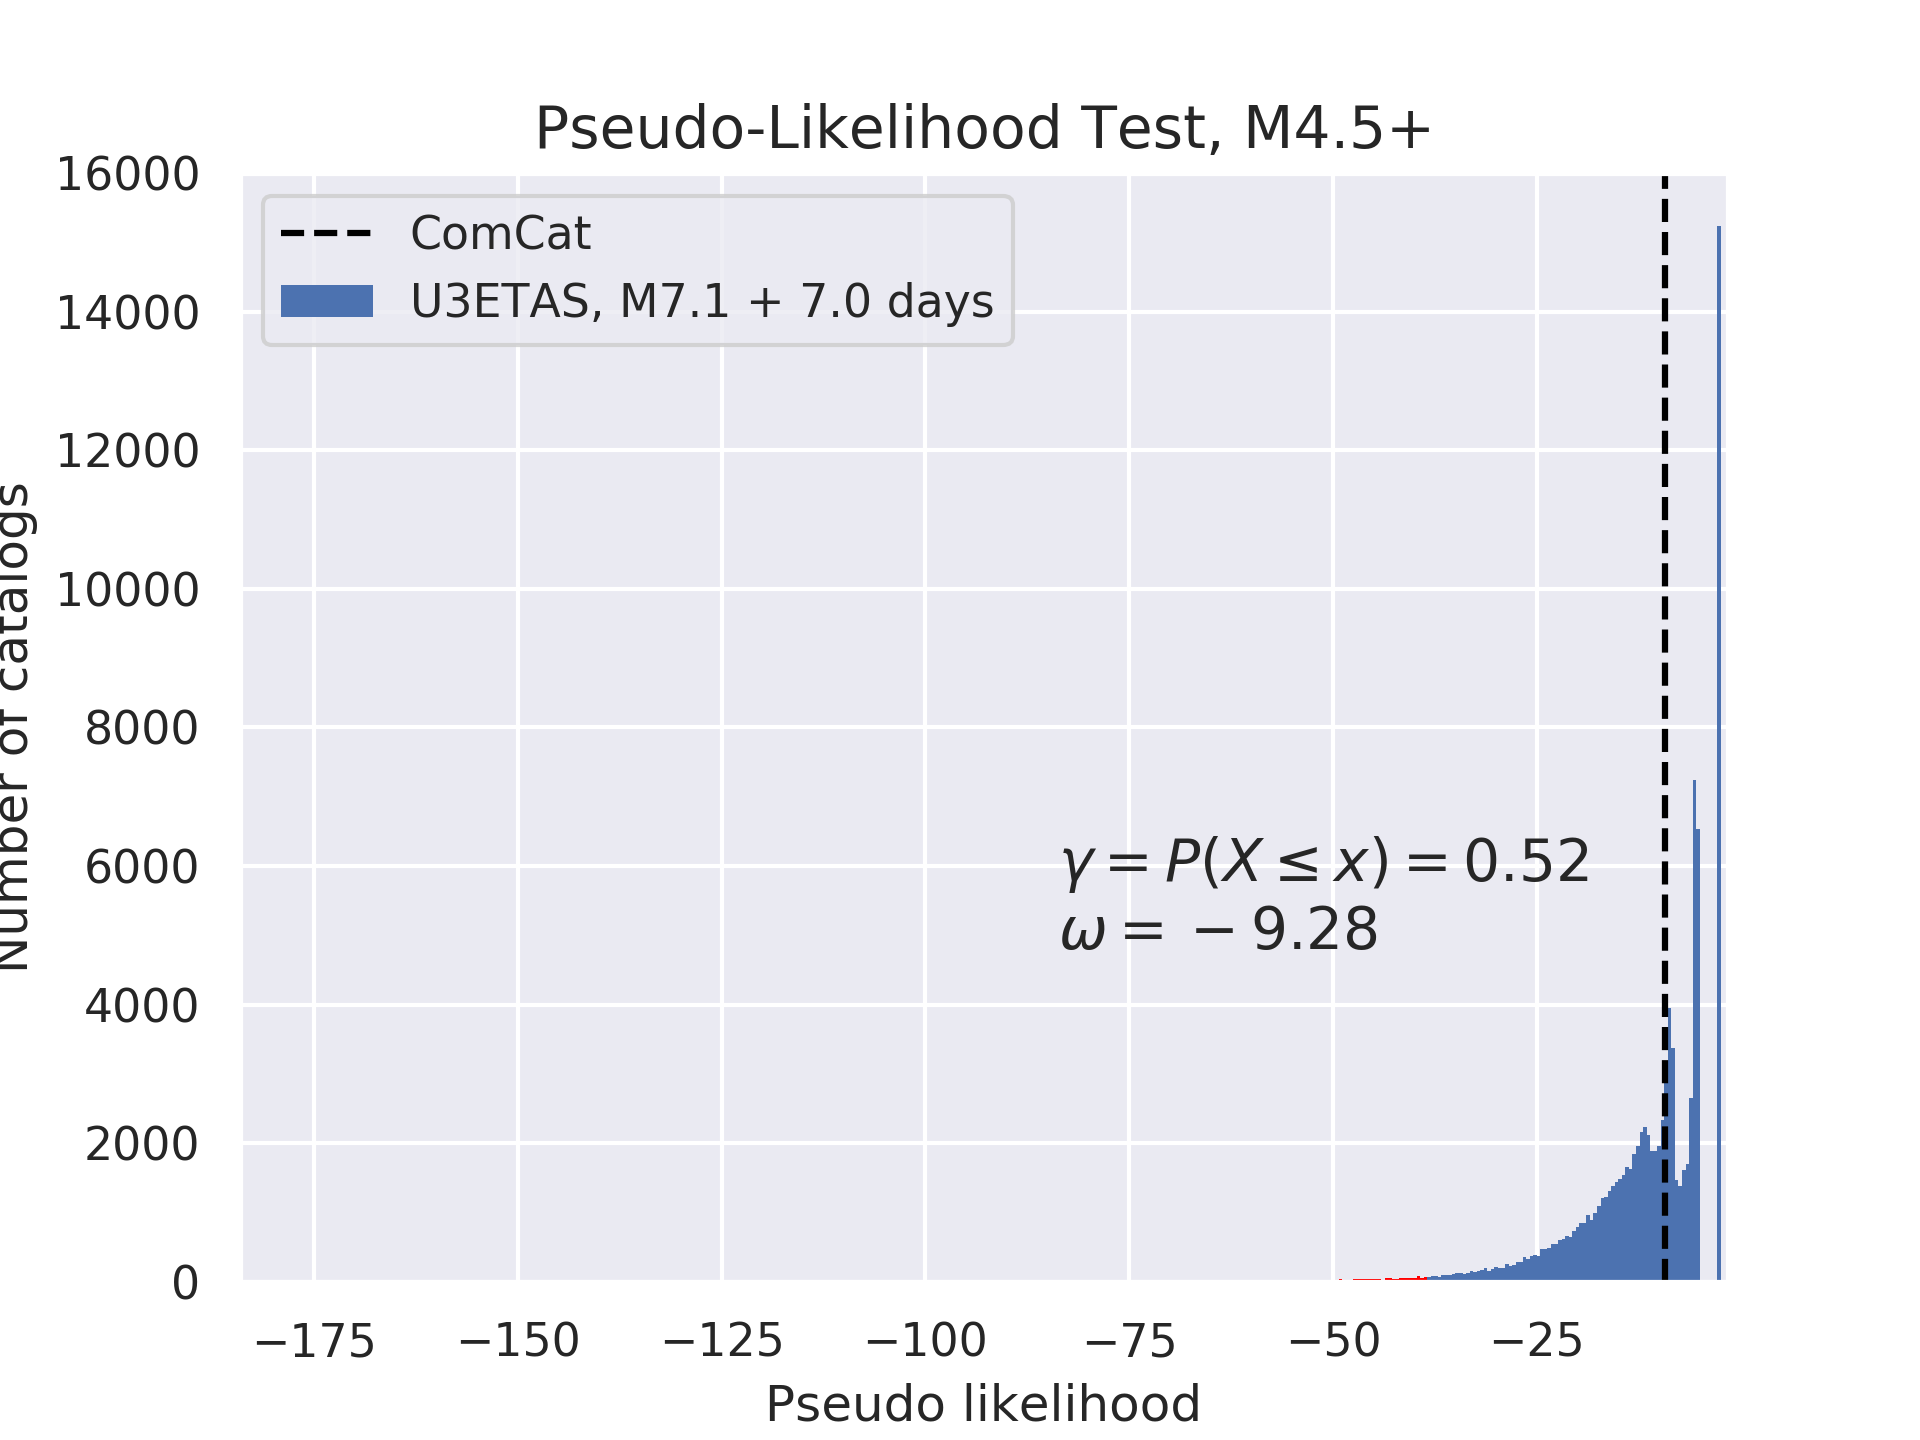 Pseudo-Likelihood Test, M4.5+
16000
14000
12000
10000
8000
6000
4000
2000
0
Number of catalogs
ComCat
U3ETAS, M7.1 + 7.0 days
γ = P(X ≤ x) = 0.52
ω = − 9.28
−175 −150 −125 −100 −75 −50 −25
Pseudo likelihood